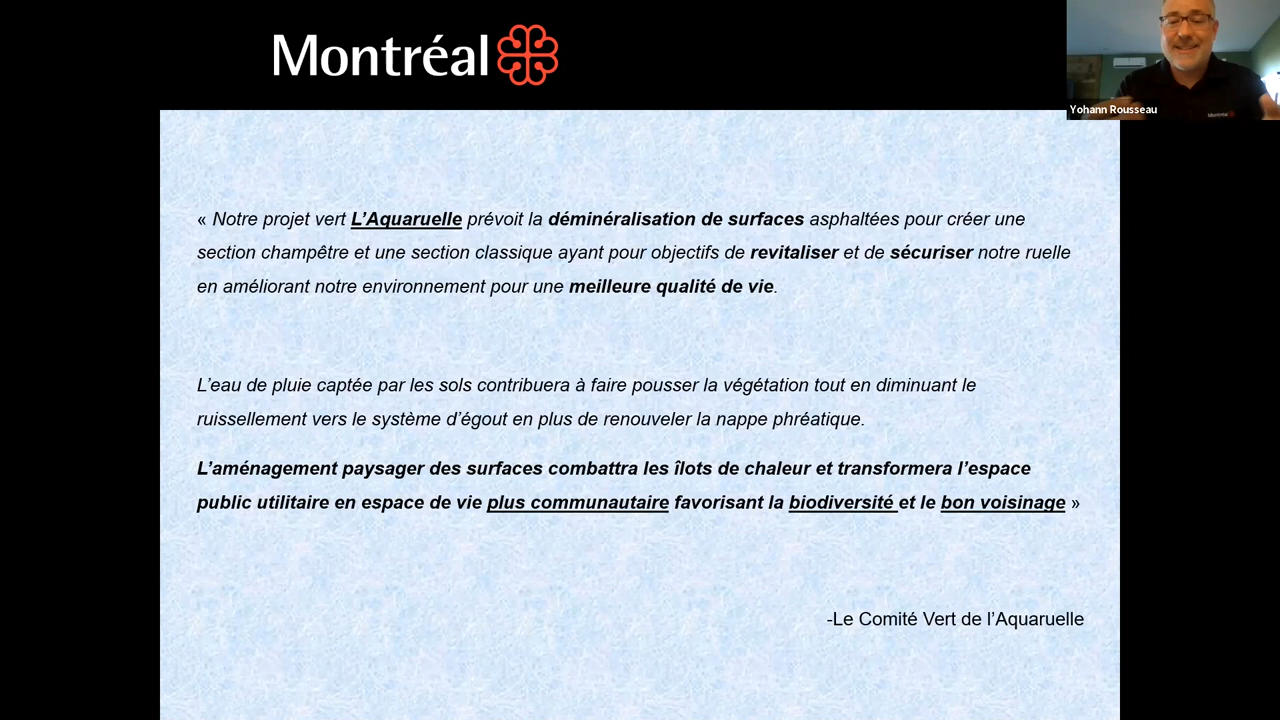 Montréal
Yohann Rousseau
« Notre projet vert L’Aquaruelle prévoit la déminéralisation de surfaces asphaltées pour créer une
section champêtre et une section classique ayant pour objectifs de revitaliser et de sécuriser notre ruelle
en améliorant notre environnement pour une meilleure qualité de vie.
L’eau de pluie captée par les sols contribuera à faire pousser la végétation tout en diminuant le
ruissellement vers le système d’égout en plus de renouveler la nappe phréatique.
L’aménagement paysager des surfaces combattra les îlots de chaleur et transformera l’espace
public utilitaire en espace de vie plus communautaire favorisant la biodiversité et le bon voisinage »
-Le Comité Vert de l’Aquaruelle